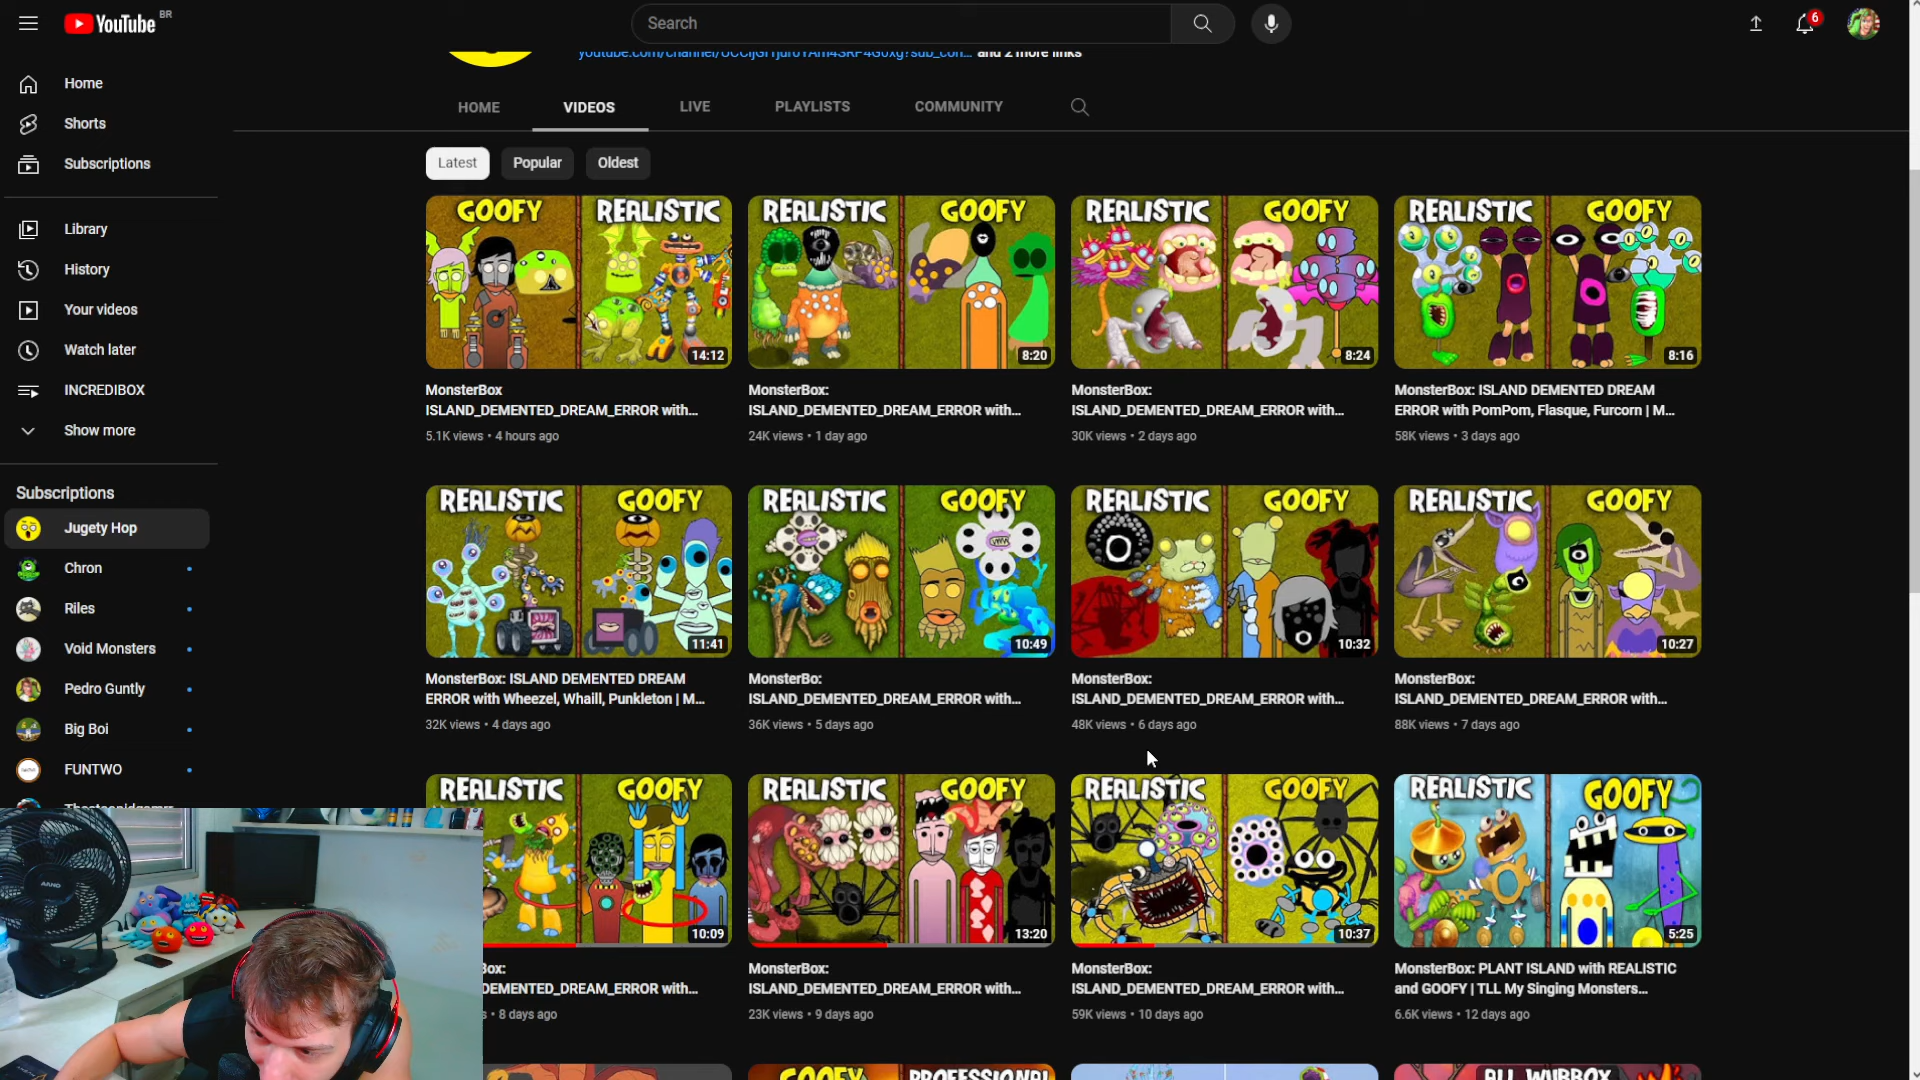 YouTube BR
Search
6
youtube.com/channel/ and 2 more links
HOME
VIDEOS
LIVE
PLAYLISTS
COMMUNITY
Latest
Popular
Oldest
Home
Shorts
Subscriptions
Library
History
Your videos
Watch later
INCREDIBOX
Show more
Subscriptions
Jugety Hop
Chron
Riles
Void Monsters
Pedro Guntly
Big Boi
FUNTWO
GOOFY REALISTIC
14:12
MonsterBox
ISLAND_DEMENTED_DREAM_ERROR with...
5.1K views • 4 hours ago
REALISTIC GOOFY
8:20
MonsterBox:
ISLAND_DEMENTED_DREAM_ERROR with...
24K views • 1 day ago
REALISTIC GOOFY
8:24
MonsterBox:
ISLAND_DEMENTED_DREAM_ERROR with...
30K views • 2 days ago
REALISTIC GOOFY
8:16
MonsterBox: ISLAND DEMENTED DREAM
ERROR with PomPom, Flasque, Furcorn | M...
58K views • 3 days ago
REALISTIC GOOFY
11:41
MonsterBox: ISLAND DEMENTED DREAM
ERROR with Wheezel, Whaill, Punkleton | M...
32K views • 4 days ago
REALISTIC GOOFY
10:49
MonsterBo:
ISLAND_DEMENTED_DREAM_ERROR with...
36K views • 5 days ago
REALISTIC GOOFY
10:32
MonsterBox:
ISLAND_DEMENTED_DREAM_ERROR with...
48K views • 6 days ago
REALISTIC GOOFY
10:27
MonsterBox:
ISLAND_DEMENTED_DREAM_ERROR with...
88K views • 7 days ago
REALISTIC GOOFY
10:09
ox:
DEMENTED_DREAM_ERROR with...
• 8 days ago
REALISTIC GOOFY
13:20
MonsterBox:
ISLAND_DEMENTED_DREAM_ERROR with...
23K views • 9 days ago
REALISTIC GOOFY
10:37
MonsterBox:
ISLAND_DEMENTED_DREAM_ERROR with...
59K views • 10 days ago
REALISTIC GOOFY
5:25
MonsterBox: PLANT ISLAND with REALISTIC
and GOOFY | TLL My Singing Monsters...
6.6K views • 12 days ago
GOOFY PROFESSIONAL
ALL WUBBOX
ARNO